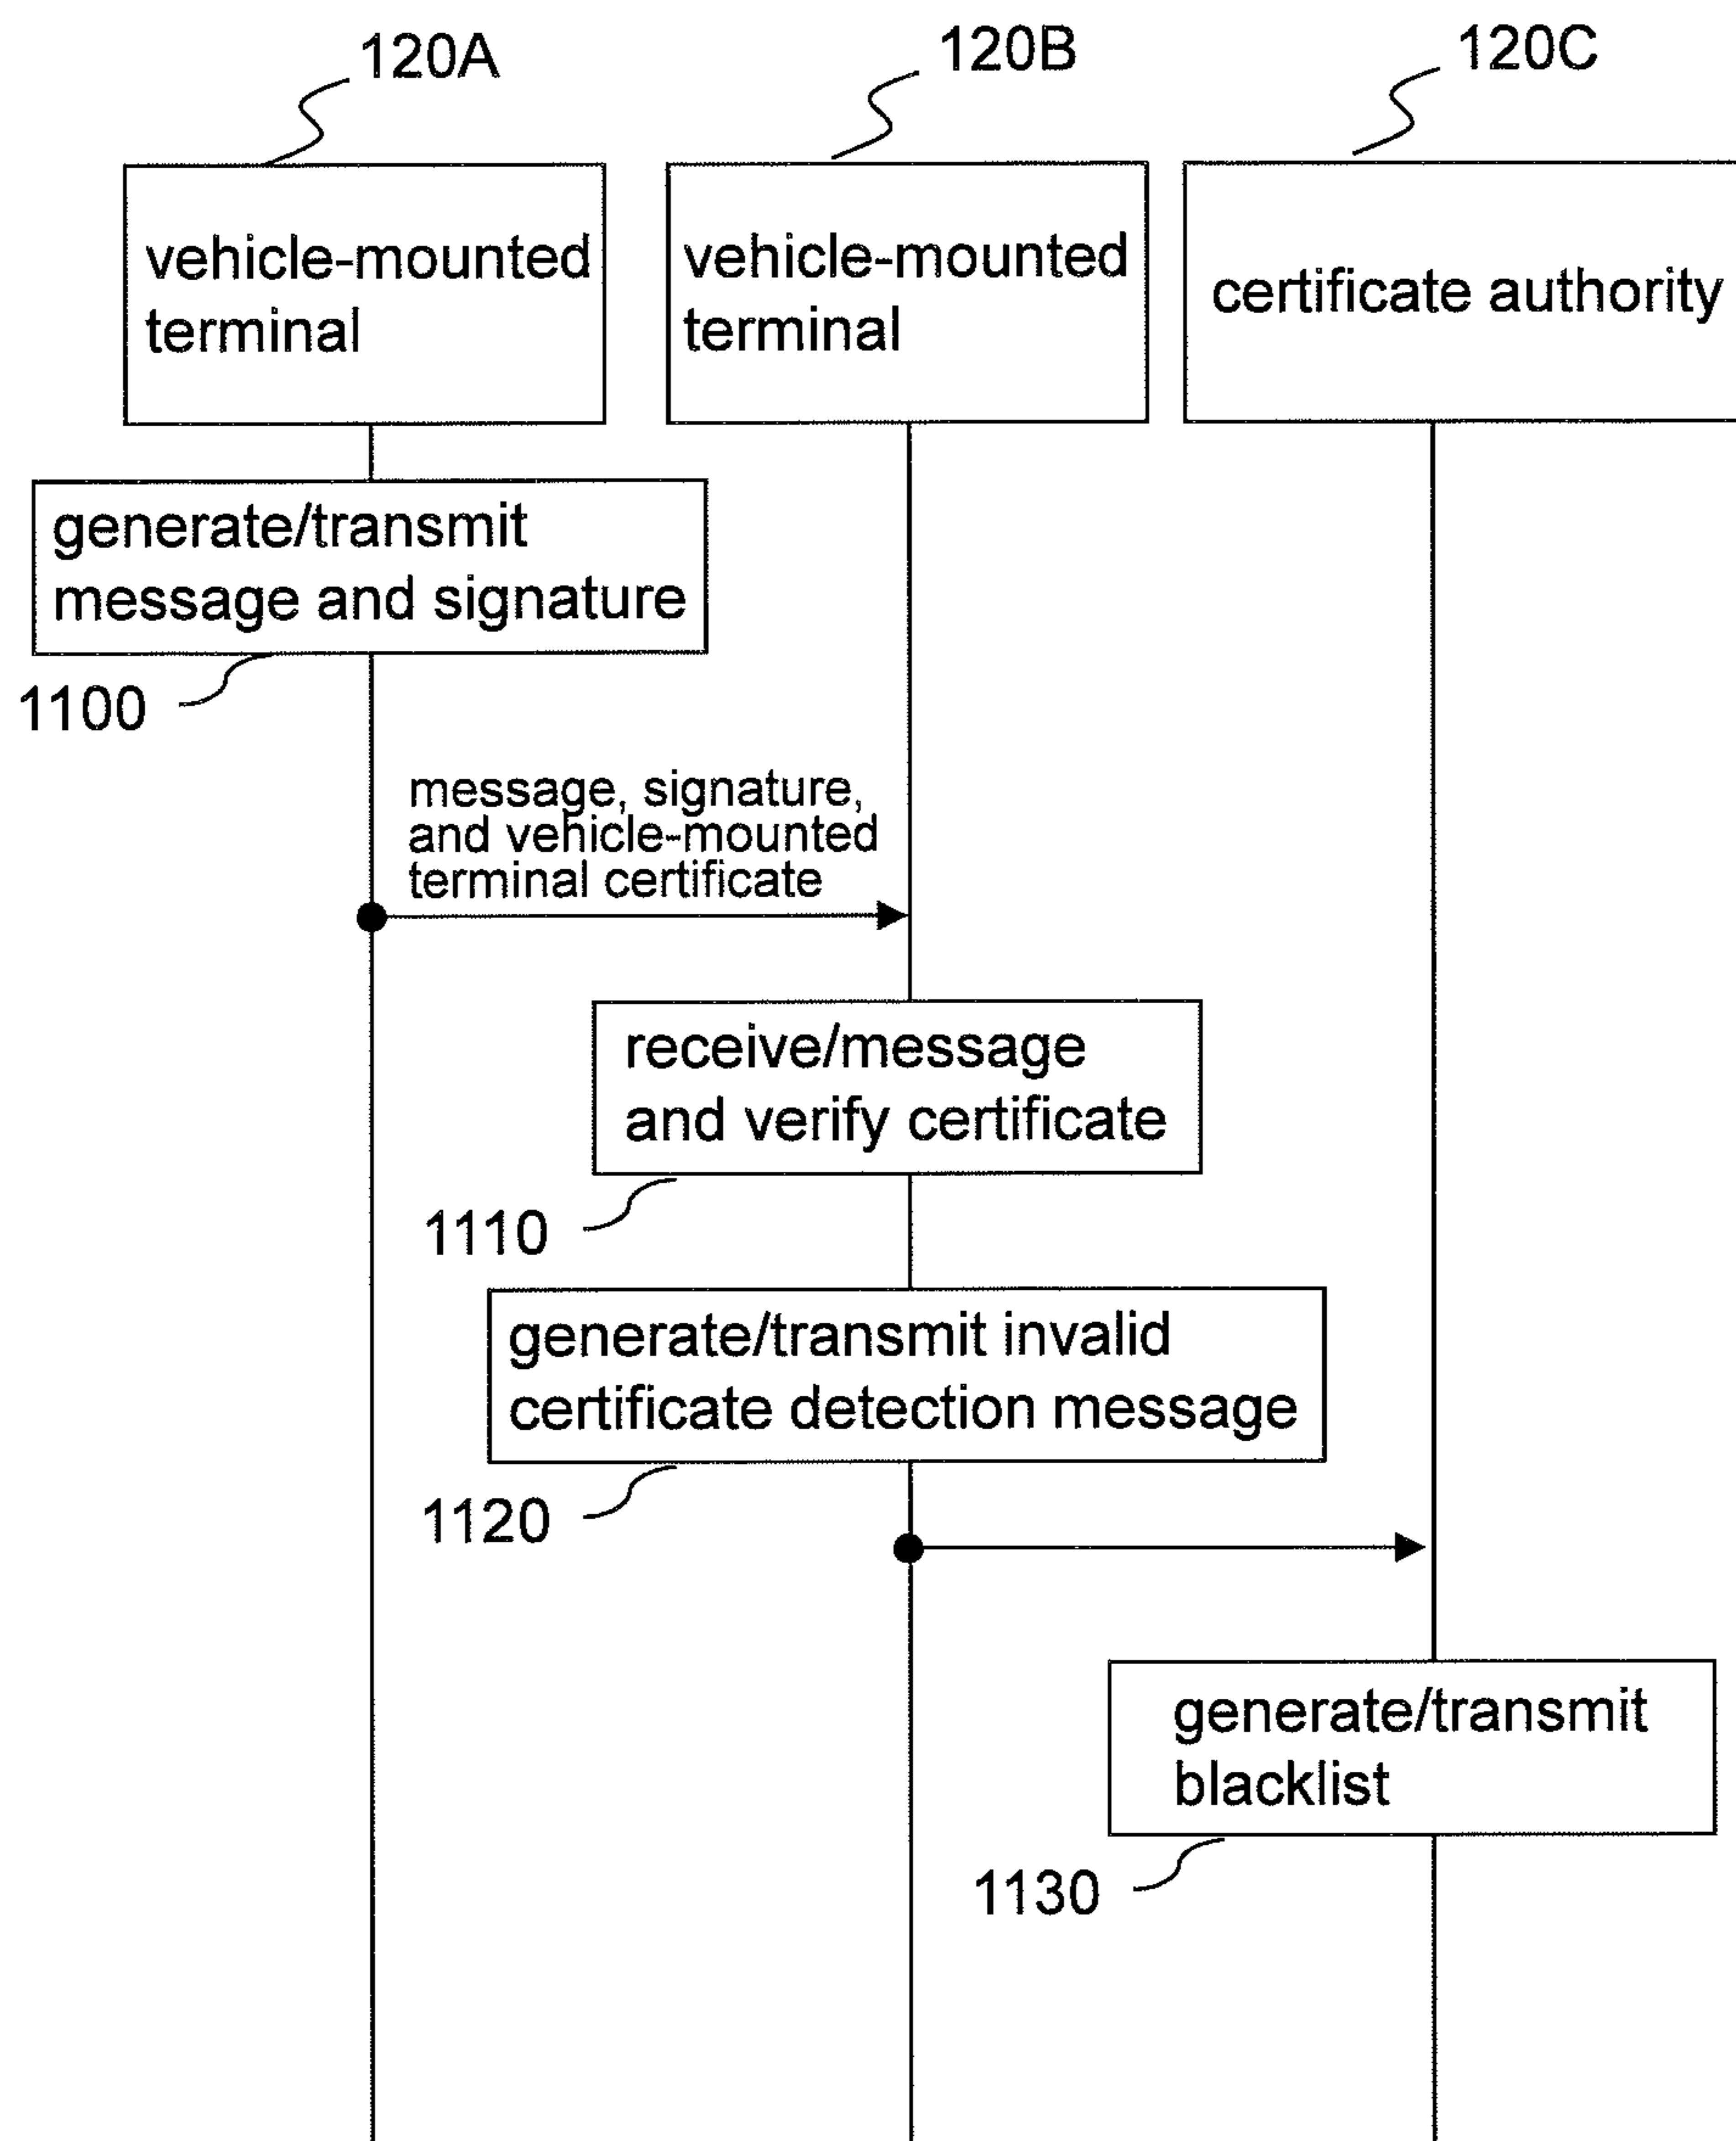 120A
120B
120C
vehicle-mounted
terminal
vehicle-mounted
terminal
certificate authority
generate/transmit
message and signature
1100
message, signature,
and vehicle-mounted
terminal certificate
receive/message
and verify certificate
1110
generate/transmit invalid
certificate detection message
1120
generate/transmit
blacklist
1130